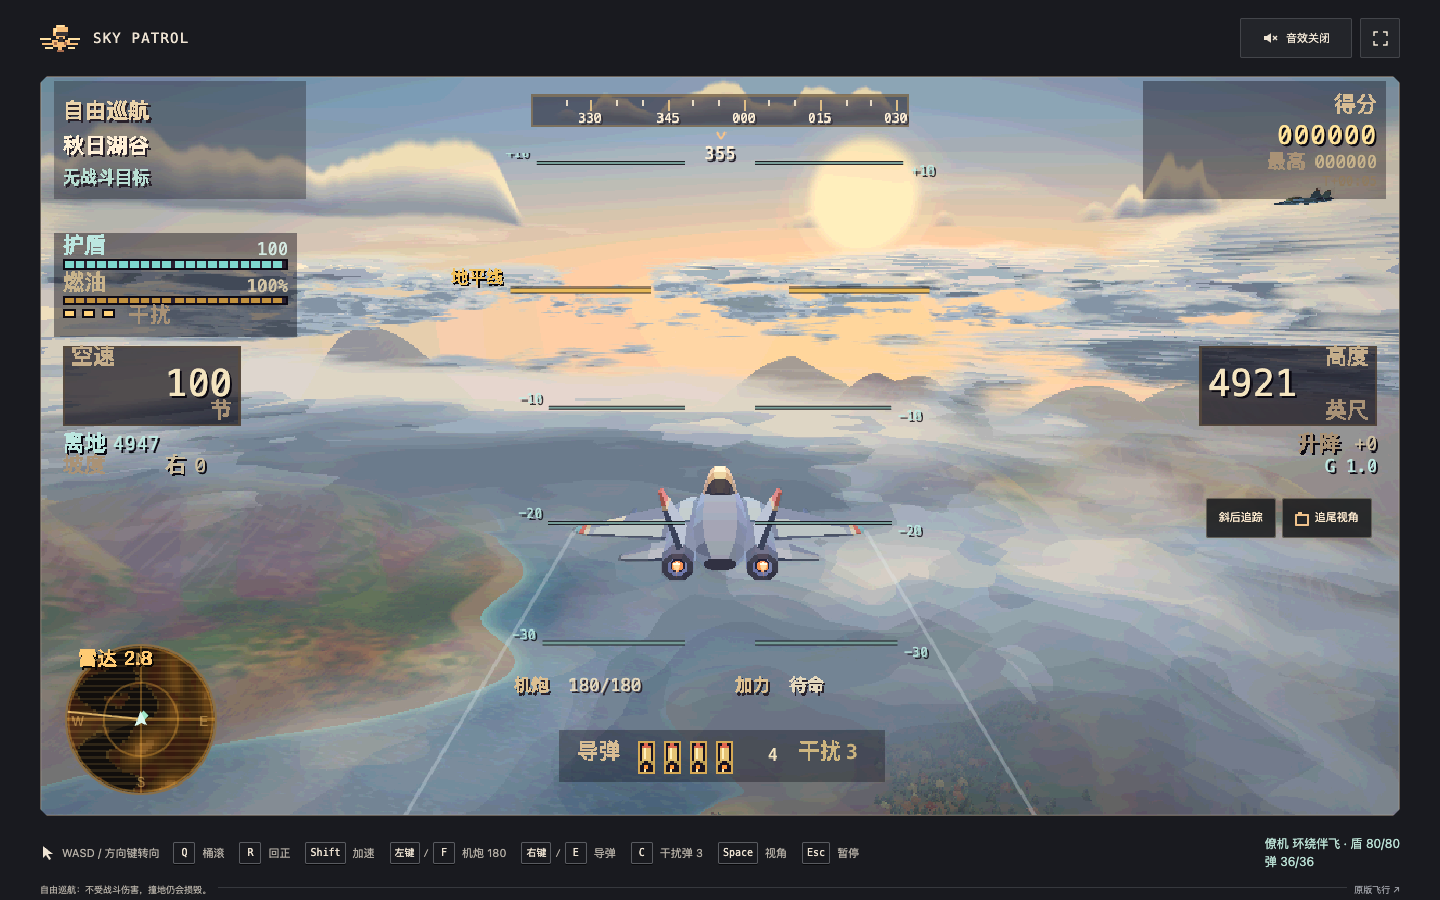 SKY PATROL
音效关闭
自由巡航
秋日湖谷
无战斗目标
330 345 000 015 030
355
得分
000000
最高 000000
+10 +10
护盾 100
燃油 100%
干扰
地平线
空速
100
节
离地 4947
右 0
高度
4921
英尺
升降 +0
G 1.0
-10 -10
斜后追踪
追尾视角
-20 -20
-30 -30
雷达 2.8
W E
S
机炮 180/180 加力 待命
导弹 4 干扰 3
WASD / 方向键转向 Q 桶滚 R 回正 Shift 加速 左键 / F 机炮 180 右键 / E 导弹 C 干扰弹 3 Space 视角 Esc 暂停
僚机 环绕伴飞 · 盾 80/80
弹 36/36
自由巡航：不受战斗伤害，撞地仍会损毁。
原版飞行 ↗